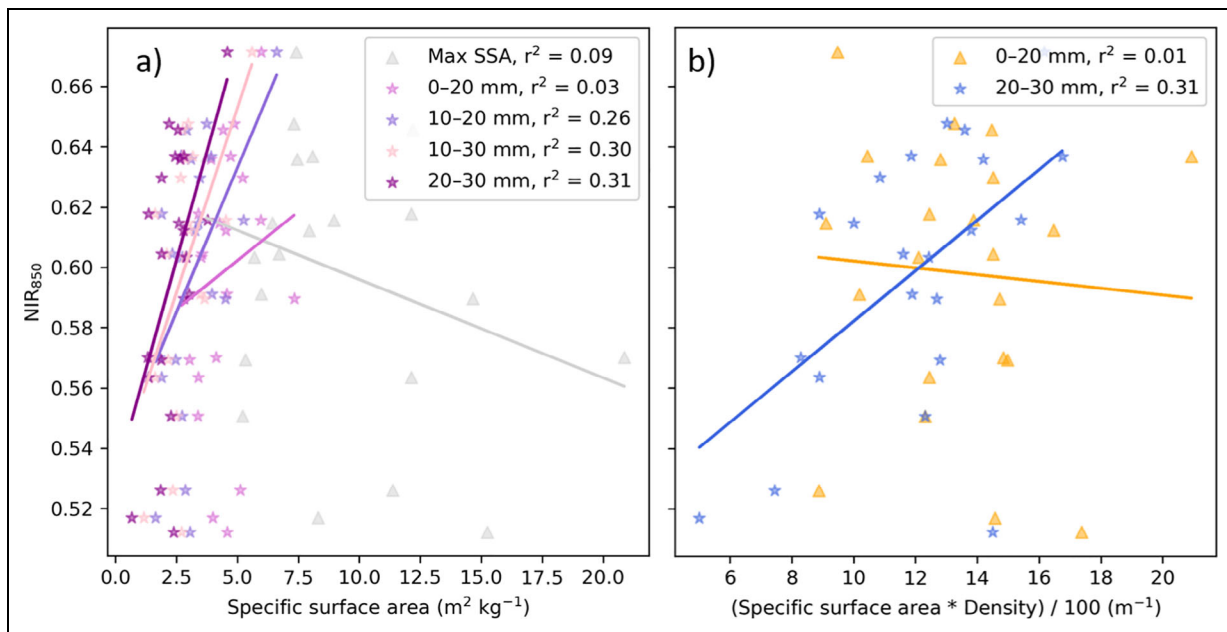 a)
Max SSA, r² = 0.09
0–20 mm, r² = 0.03
10–20 mm, r² = 0.26
10–30 mm, r² = 0.30
20–30 mm, r² = 0.31
b)
0–20 mm, r² = 0.01
20–30 mm, r² = 0.31
NIR₈₅₀
0.66
0.64
0.62
0.60
0.58
0.56
0.54
0.52
0.0 2.5 5.0 7.5 10.0 12.5 15.0 17.5 20.0
Specific surface area (m² kg⁻¹)
6 8 10 12 14 16 18 20
(Specific surface area * Density) / 100 (m⁻¹)